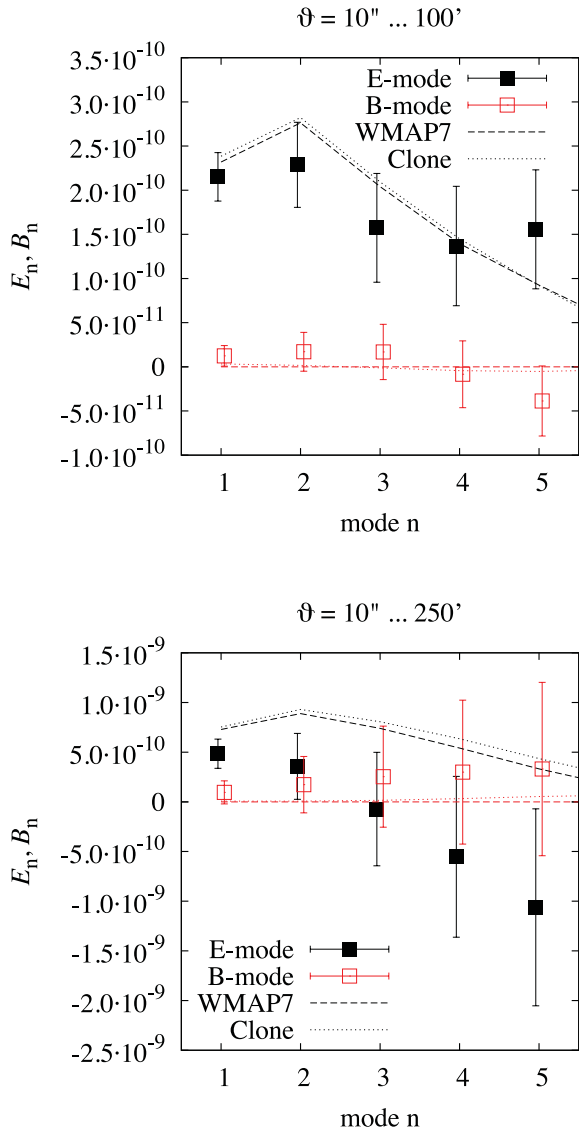 ϑ = 10" ... 100'
3.5·10⁻¹⁰
3.0·10⁻¹⁰
2.5·10⁻¹⁰
2.0·10⁻¹⁰
1.5·10⁻¹⁰
1.0·10⁻¹⁰
5.0·10⁻¹¹
0
-5.0·10⁻¹¹
-1.0·10⁻¹⁰
Eₙ, Bₙ
E-mode
B-mode
WMAP7
Clone
1 2 3 4 5
mode n
ϑ = 10" ... 250'
1.5·10⁻⁹
1.0·10⁻⁹
5.0·10⁻¹⁰
0
-5.0·10⁻¹⁰
-1.0·10⁻⁹
-1.5·10⁻⁹
-2.0·10⁻⁹
-2.5·10⁻⁹
Eₙ, Bₙ
E-mode
B-mode
WMAP7
Clone
1 2 3 4 5
mode n